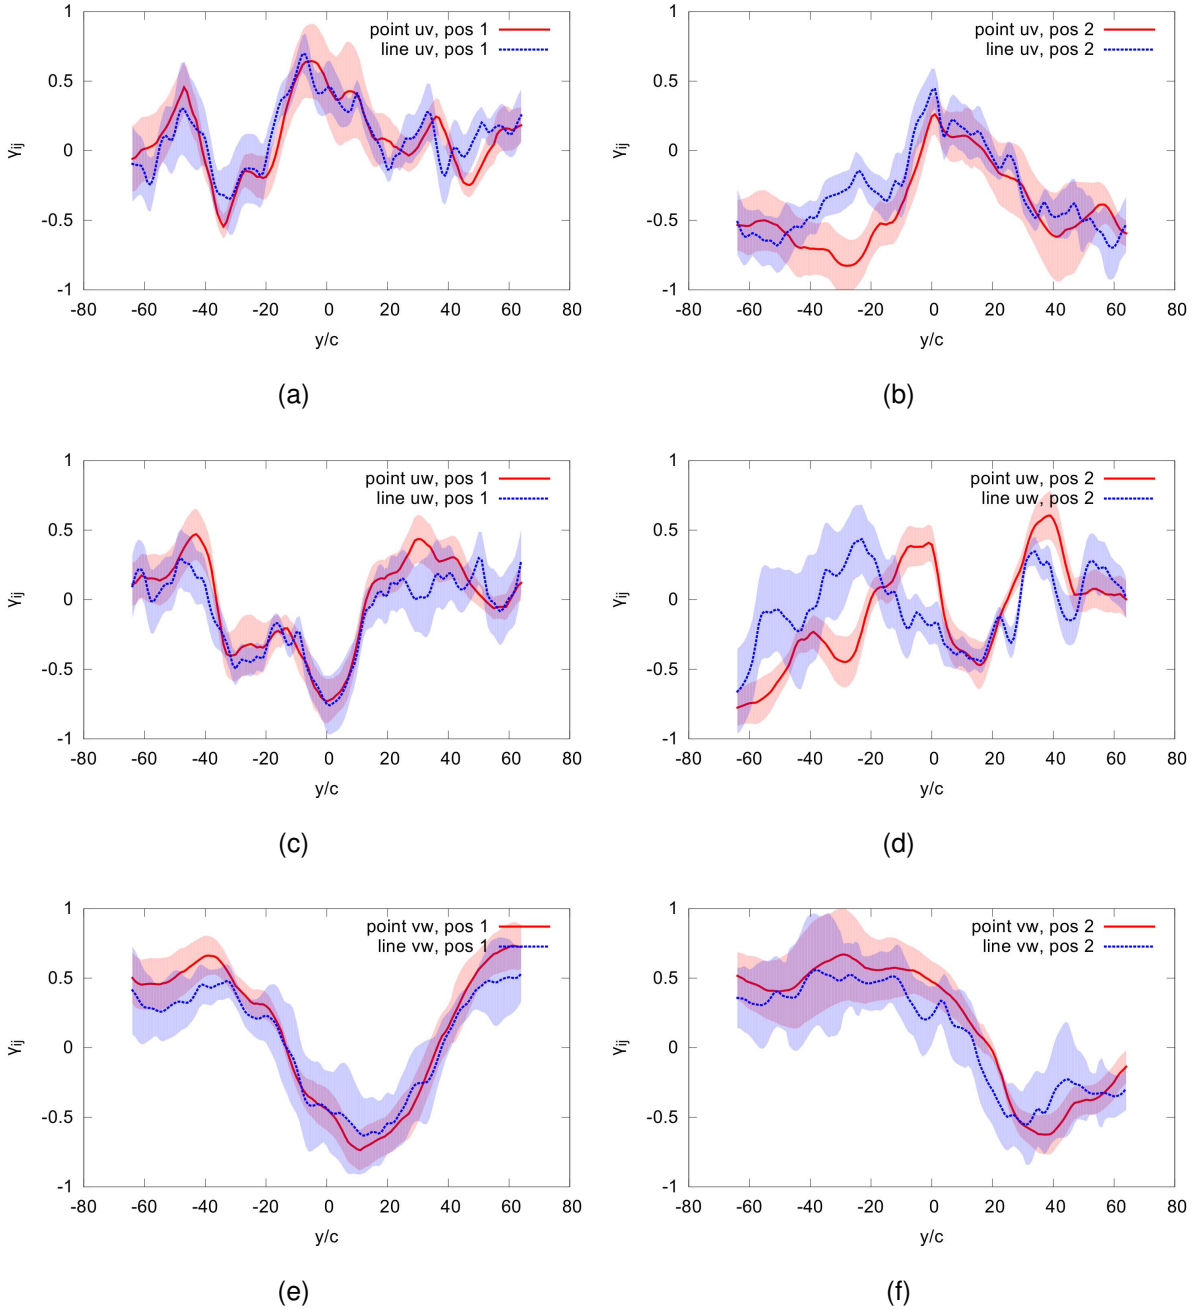 1
0.5
0
-0.5
-1
γij
point uv, pos 1
line uv, pos 1
-80 -60 -40 -20 0 20 40 60 80
y/c
(a)
1
0.5
0
-0.5
-1
γij
point uv, pos 2
line uv, pos 2
-80 -60 -40 -20 0 20 40 60 80
y/c
(b)
1
0.5
0
-0.5
-1
γij
point uw, pos 1
line uw, pos 1
-80 -60 -40 -20 0 20 40 60 80
y/c
(c)
1
0.5
0
-0.5
-1
γij
point uw, pos 2
line uw, pos 2
-80 -60 -40 -20 0 20 40 60 80
y/c
(d)
1
0.5
0
-0.5
-1
γij
point vw, pos 1
line vw, pos 1
-80 -60 -40 -20 0 20 40 60 80
y/c
(e)
1
0.5
0
-0.5
-1
γij
point vw, pos 2
line vw, pos 2
-80 -60 -40 -20 0 20 40 60 80
y/c
(f)